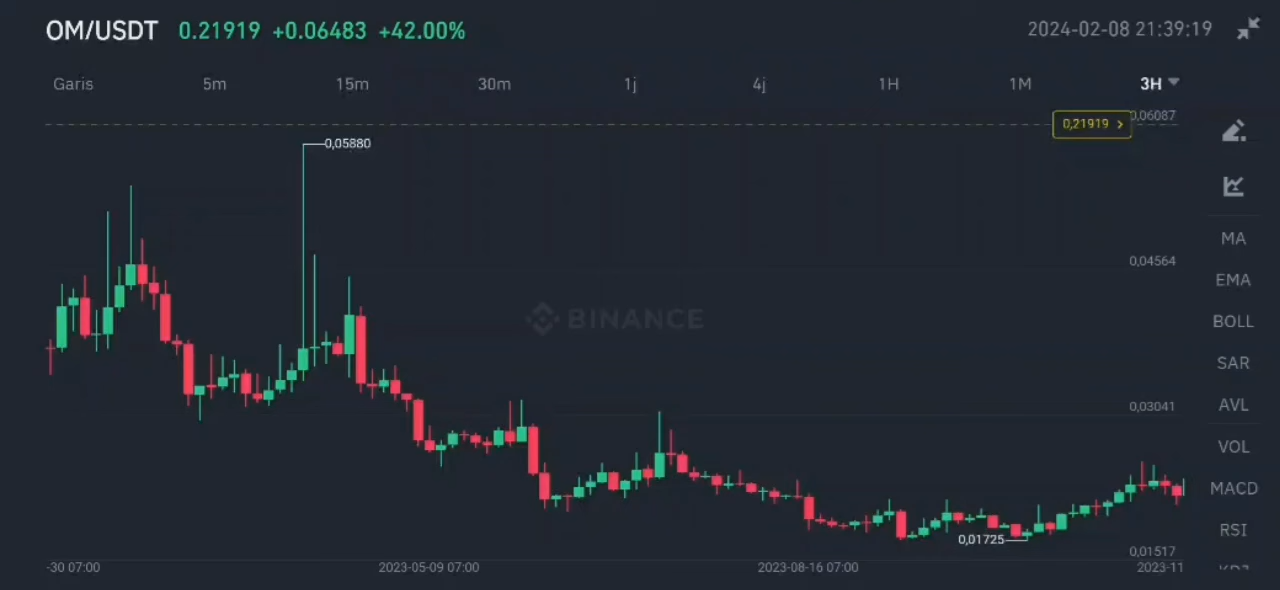 OM/USDT 0.21919 +0.06483 +42.00% 2024-02-08 21:39:19
Garis 5m 15m 30m 1j 4j 1H 1M 3H
0,21919 > 0,06087
0,05880
MA
0,04564
EMA
BINANCE
BOLL
SAR
0,03041
AVL
VOL
MACD
RSI
0,01725
0,01517
-30 07:00 2023-05-09 07:00 2023-08-16 07:00 2023-11